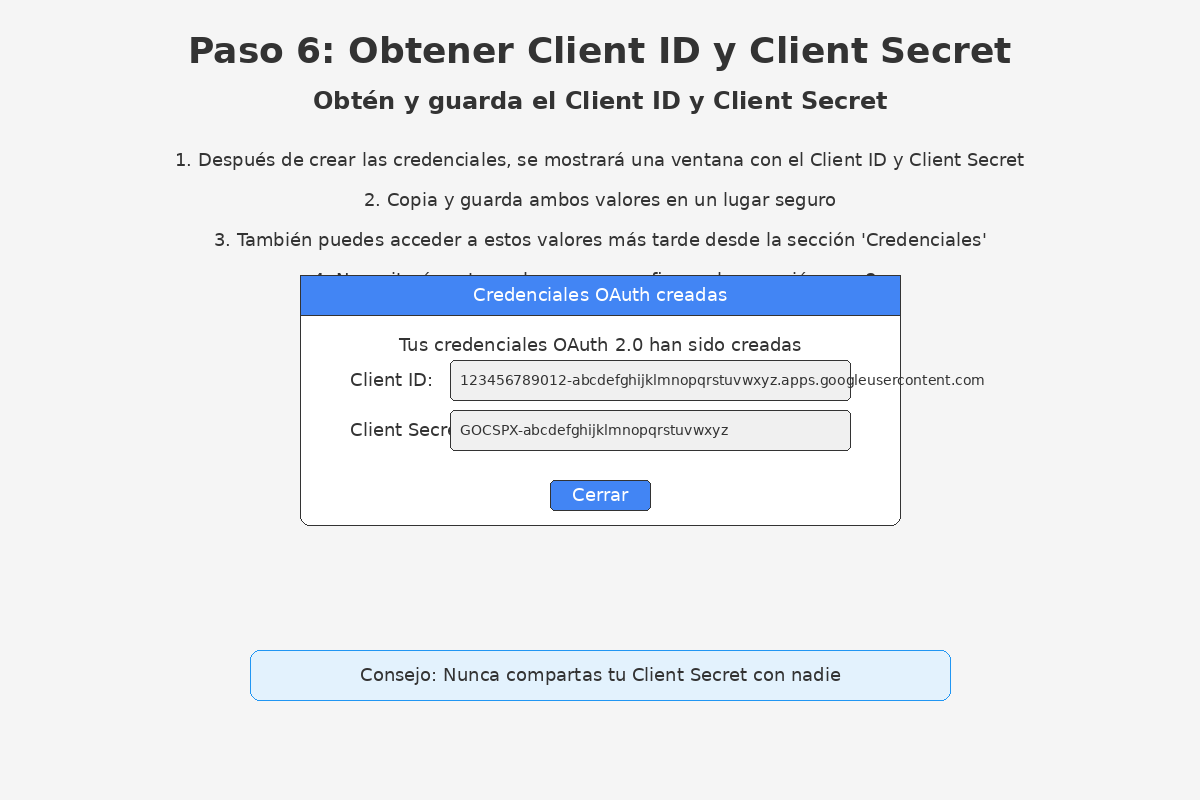 Paso 6: Obtener Client ID y Client Secret
Obtén y guarda el Client ID y Client Secret
1. Después de crear las credenciales, se mostrará una ventana con el Client ID y Client Secret
2. Copia y guarda ambos valores en un lugar seguro
3. También puedes acceder a estos valores más tarde desde la sección 'Credenciales'
Credenciales OAuth creadas
Tus credenciales OAuth 2.0 han sido creadas
Client ID: 123456789012-abcdefghijklmnopqrstuvwxyz.apps.googleusercontent.com
Client Secre GOCSPX-abcdefghijklmnopqrstuvwxyz
Cerrar
Consejo: Nunca compartas tu Client Secret con nadie